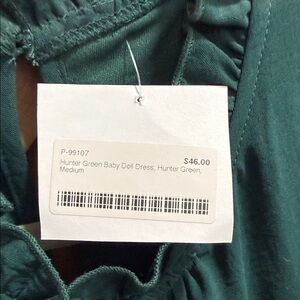 P-99107
$46.00
Hunter Green Baby Doll Dress, Hunter Green,
Medium